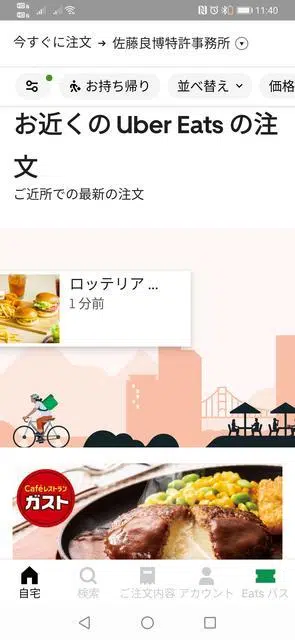 11:40
今すぐに注文 → 佐藤良博特許事務所
お持ち帰り 並べ替え 価格
お近くの Uber Eats の注
文
ご近所での最新の注文
ロッテリア ...
1 分前
Caféレストラン
ガスト
自宅 検索 ご注文内容 アカウント Eats パス